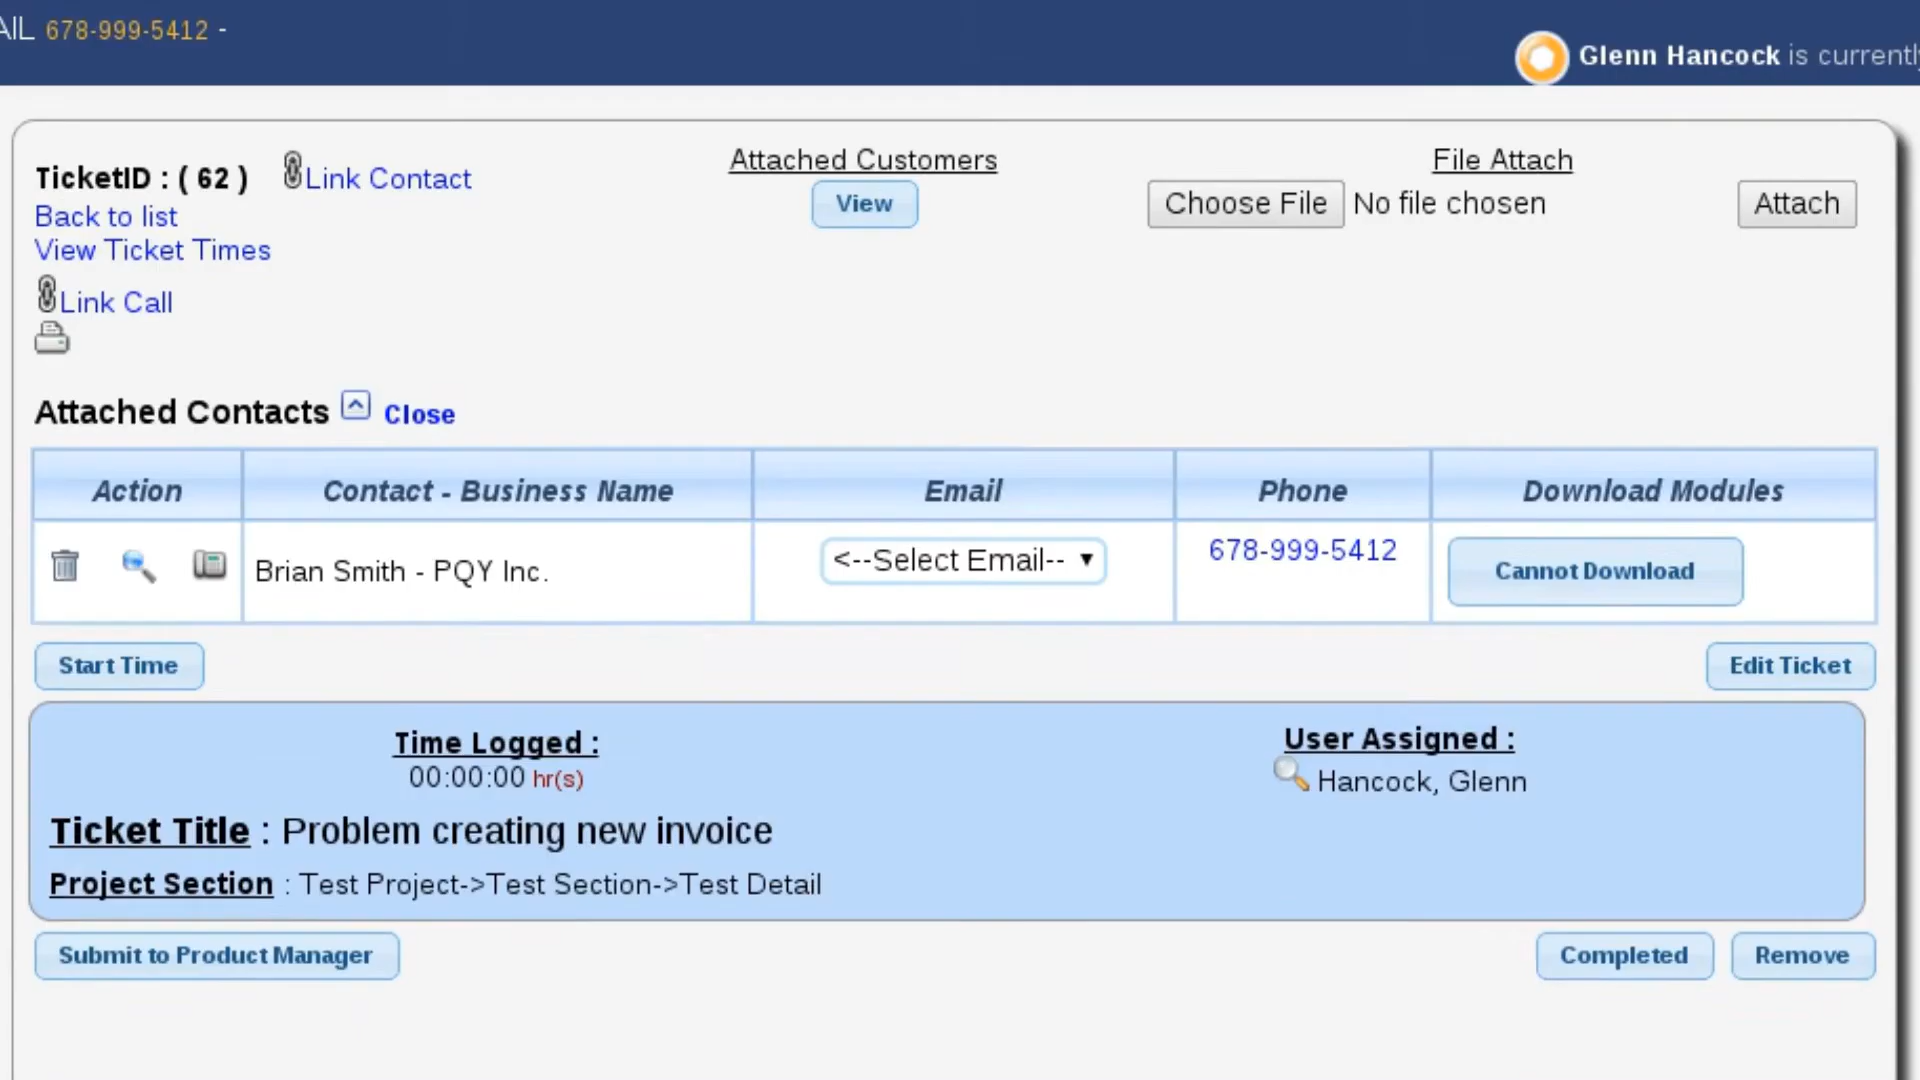 AIL 678-999-5412 -
Glenn Hancock is currently
TicketID : ( 62 ) Link Contact
Back to list
View Ticket Times
Link Call
Attached Customers
View
File Attach
Choose File No file chosen Attach
Attached Contacts Close
Action Contact - Business Name Email Phone Download Modules
Brian Smith - PQY Inc. <--Select Email-- 678-999-5412 Cannot Download
Start Time Edit Ticket
Time Logged :
00:00:00 hr(s)
User Assigned :
Hancock, Glenn
Ticket Title : Problem creating new invoice
Project Section : Test Project->Test Section->Test Detail
Submit to Product Manager Completed Remove